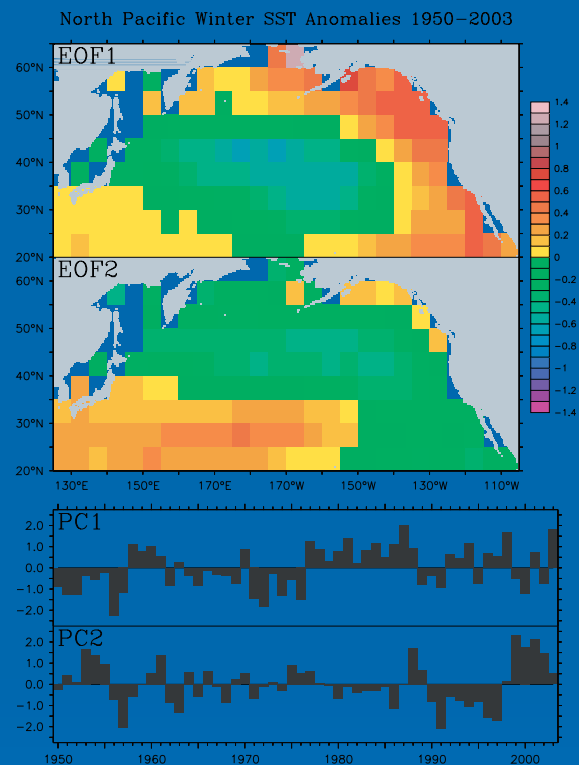 North Pacific Winter SST Anomalies 1950-2003
EOF1
60°N
50°N
40°N
30°N
20°N
EOF2
60°N
50°N
40°N
30°N
20°N
130°E 150°E 170°E 170°W 150°W 130°W 110°W
1.4
1.2
1
0.8
0.6
0.4
0.2
0
-0.2
-0.4
-0.6
-0.8
-1
-1.2
-1.4
PC1
2.0
1.0
0.0
-1.0
-2.0
PC2
2.0
1.0
0.0
-1.0
-2.0
1950 1960 1970 1980 1990 2000